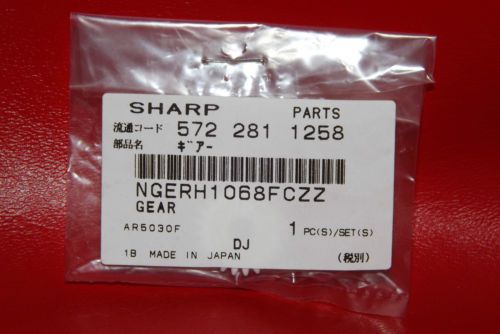 SHARP PARTS
流通コード 572 281 1258
部品名 ギアー
NGERH1068FCZZ
GEAR
AR5030F 1 PC(S)/SET(S)
DJ
1B MADE IN JAPAN (税別)